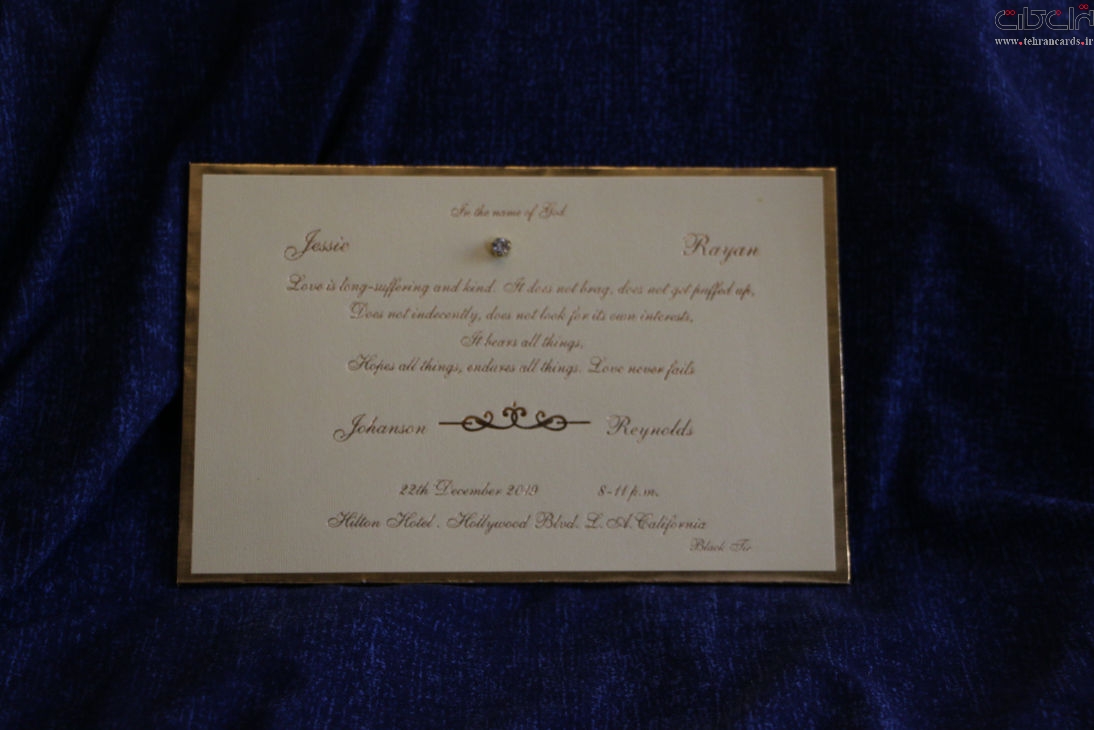 تهران کارت
www.tehrancards.ir
In the name of God
Jessie Rayan
Love is long-suffering and kind. It does not brag, does not get puffed up,
Does not indecently, does not look for its own interests,
It bears all things,
Hopes all things, endures all things. Love never fails
Johanson Reynolds
22th December 2019 8-11 p.m.
Hilton Hotel . Hollywood Blvd. L.A.California
Black Tie